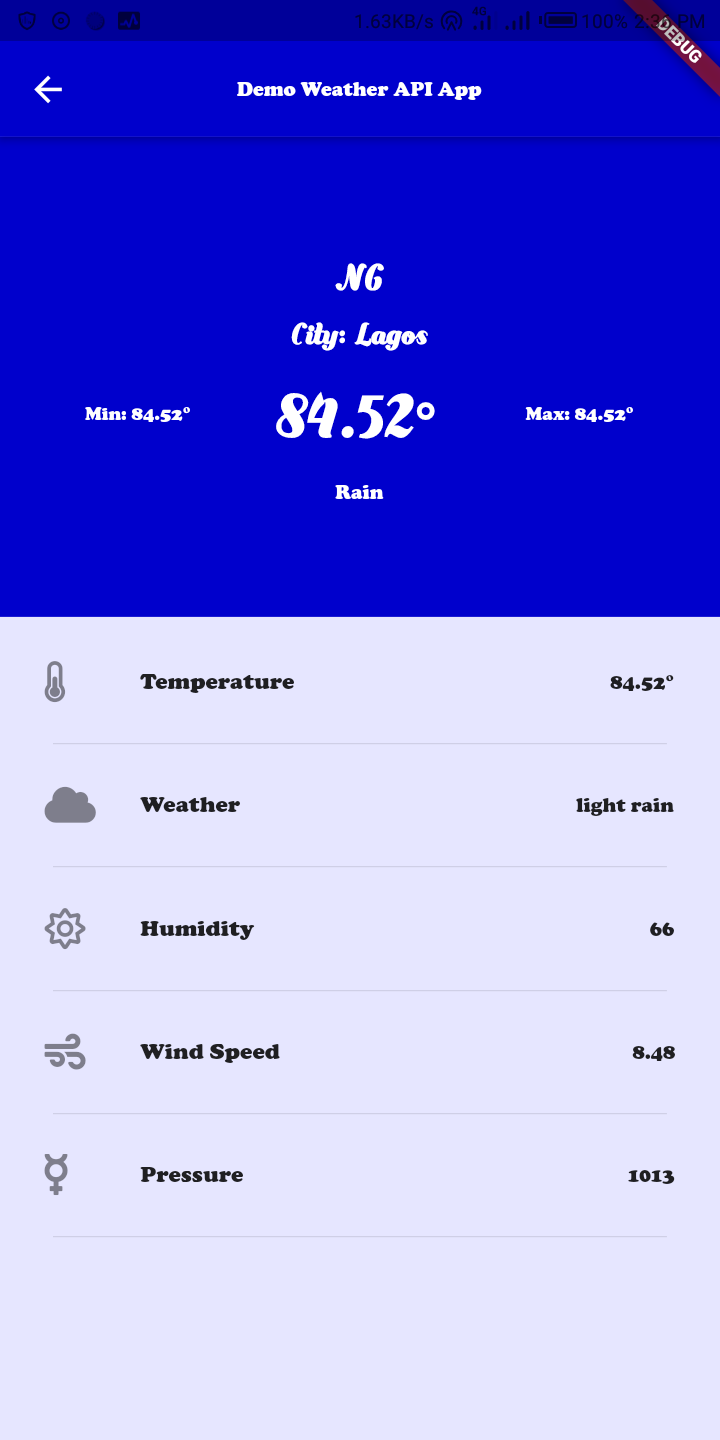 1.63KB/s 4G 100% 2:36 PM
DEBUG
Demo Weather API App
NG
City: Lagos
Min: 84.52° 84.52° Max: 84.52°
Rain
Temperature 84.52°
Weather light rain
Humidity 66
Wind Speed 8.48
Pressure 1013